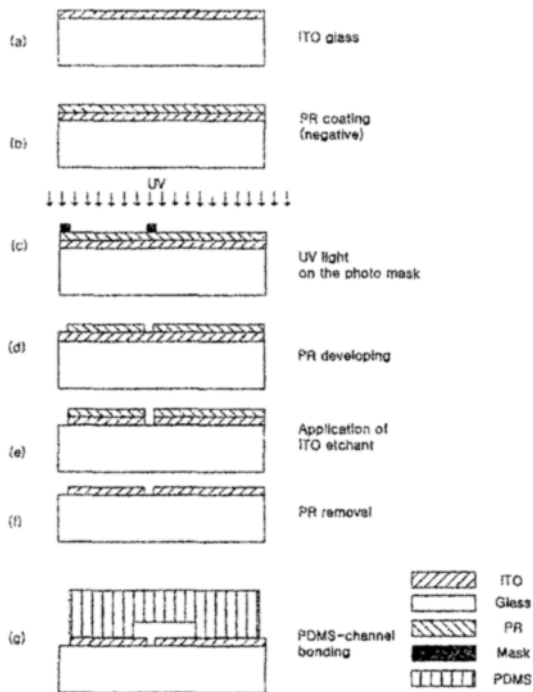 (a)
ITO glass
(b)
PR coating
(negative)
UV
(c)
UV light
on the photo mask
(d)
PR developing
(e)
Application of
ITO etchant
(f)
PR removal
(g)
PDMS-channel
bonding
ITO
Glass
PR
Mask
PDMS